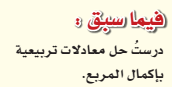 فيما سبق :
درستُ حل معادلات تربيعية
بإكمال المربع.